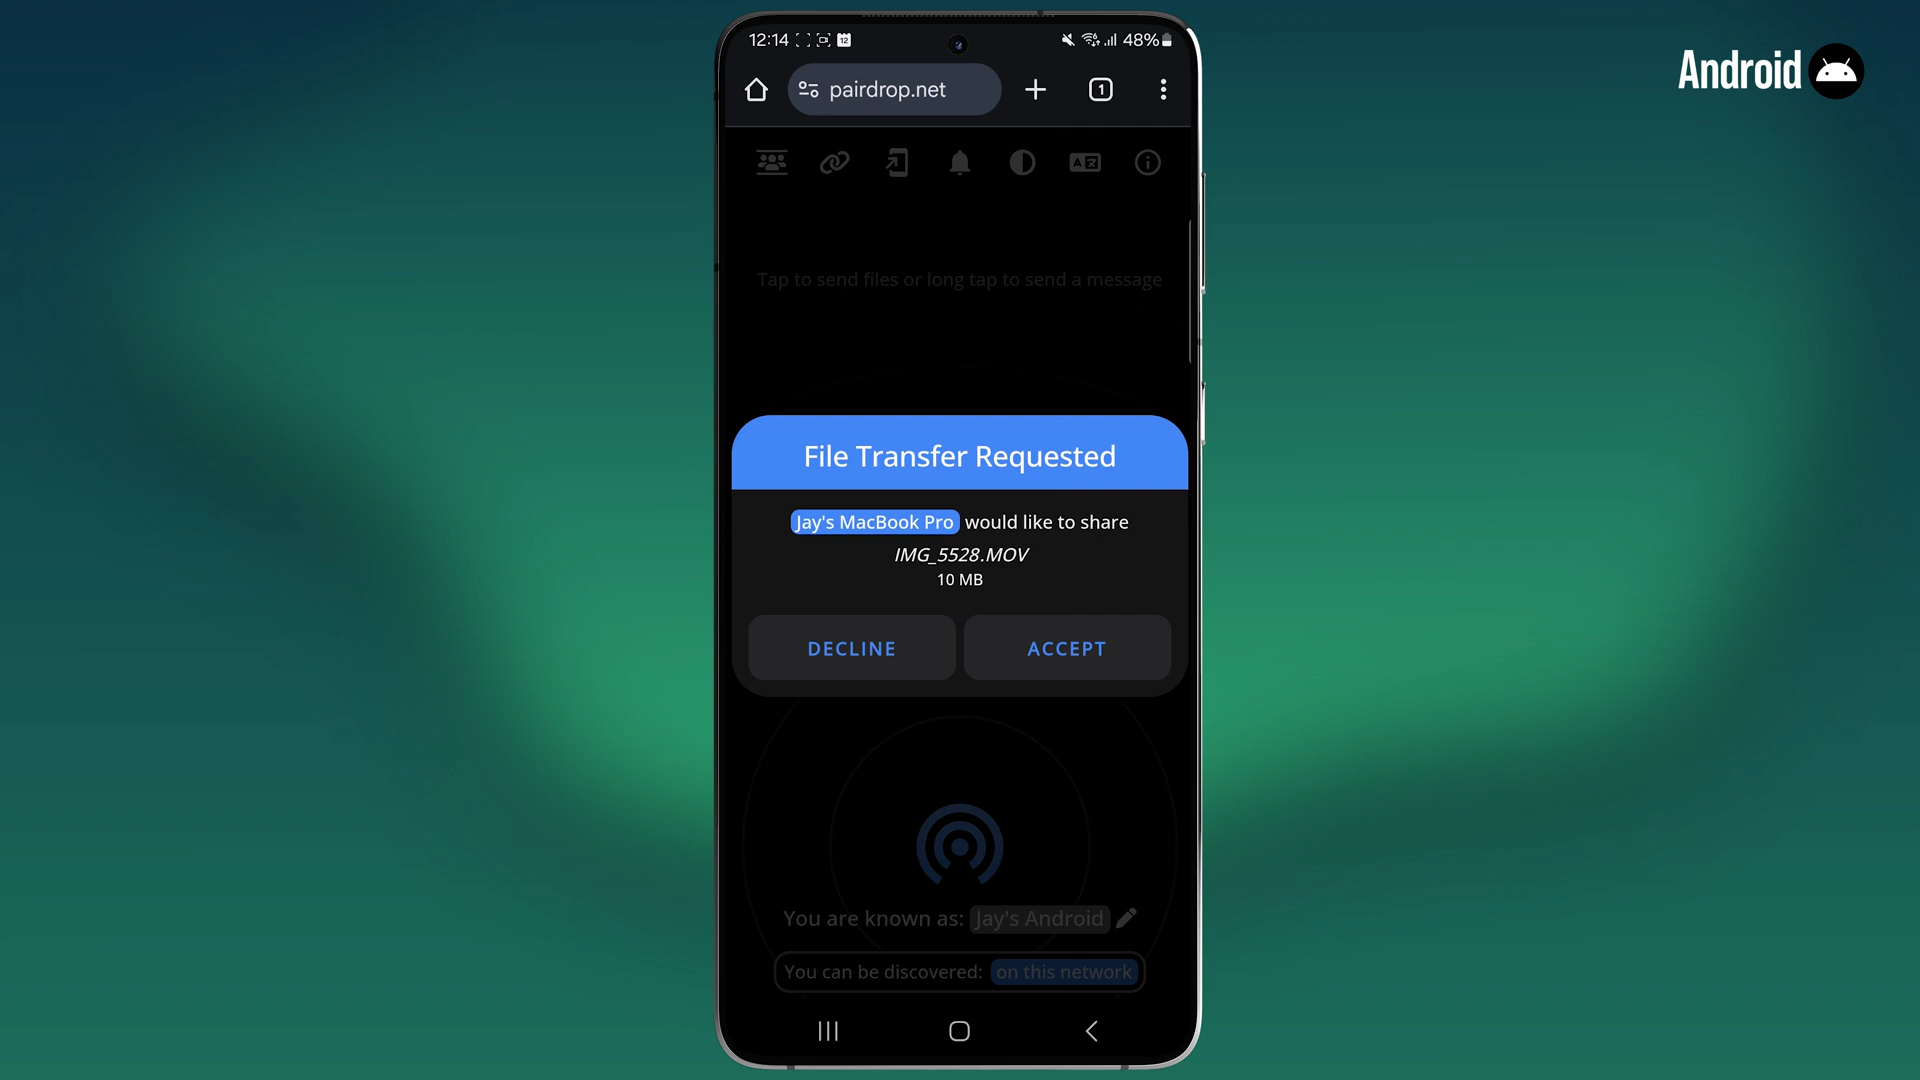 Android
12:14 12 48%
pairdrop.net 1
Tap to send files or long tap to send a message
File Transfer Requested
Jay's MacBook Pro would like to share
IMG_5528.MOV
10 MB
DECLINE ACCEPT
You are known as: Jay's Android
You can be discovered: on this network